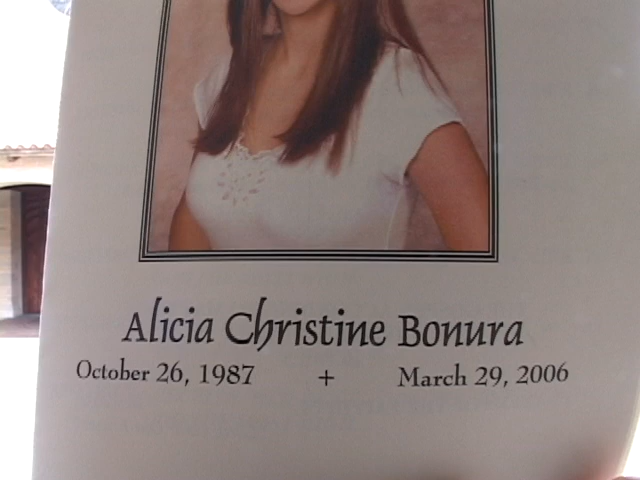 Alicia Christine Bonura
October 26, 1987 + March 29, 2006